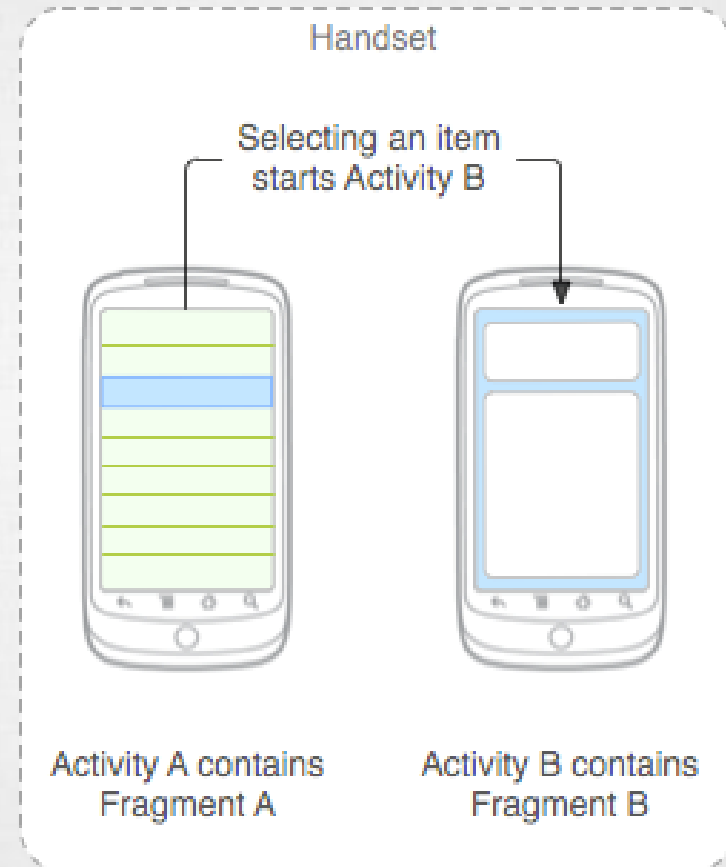 Handset
Selecting an item
starts Activity B
Activity A contains
Fragment A
Activity B contains
Fragment B